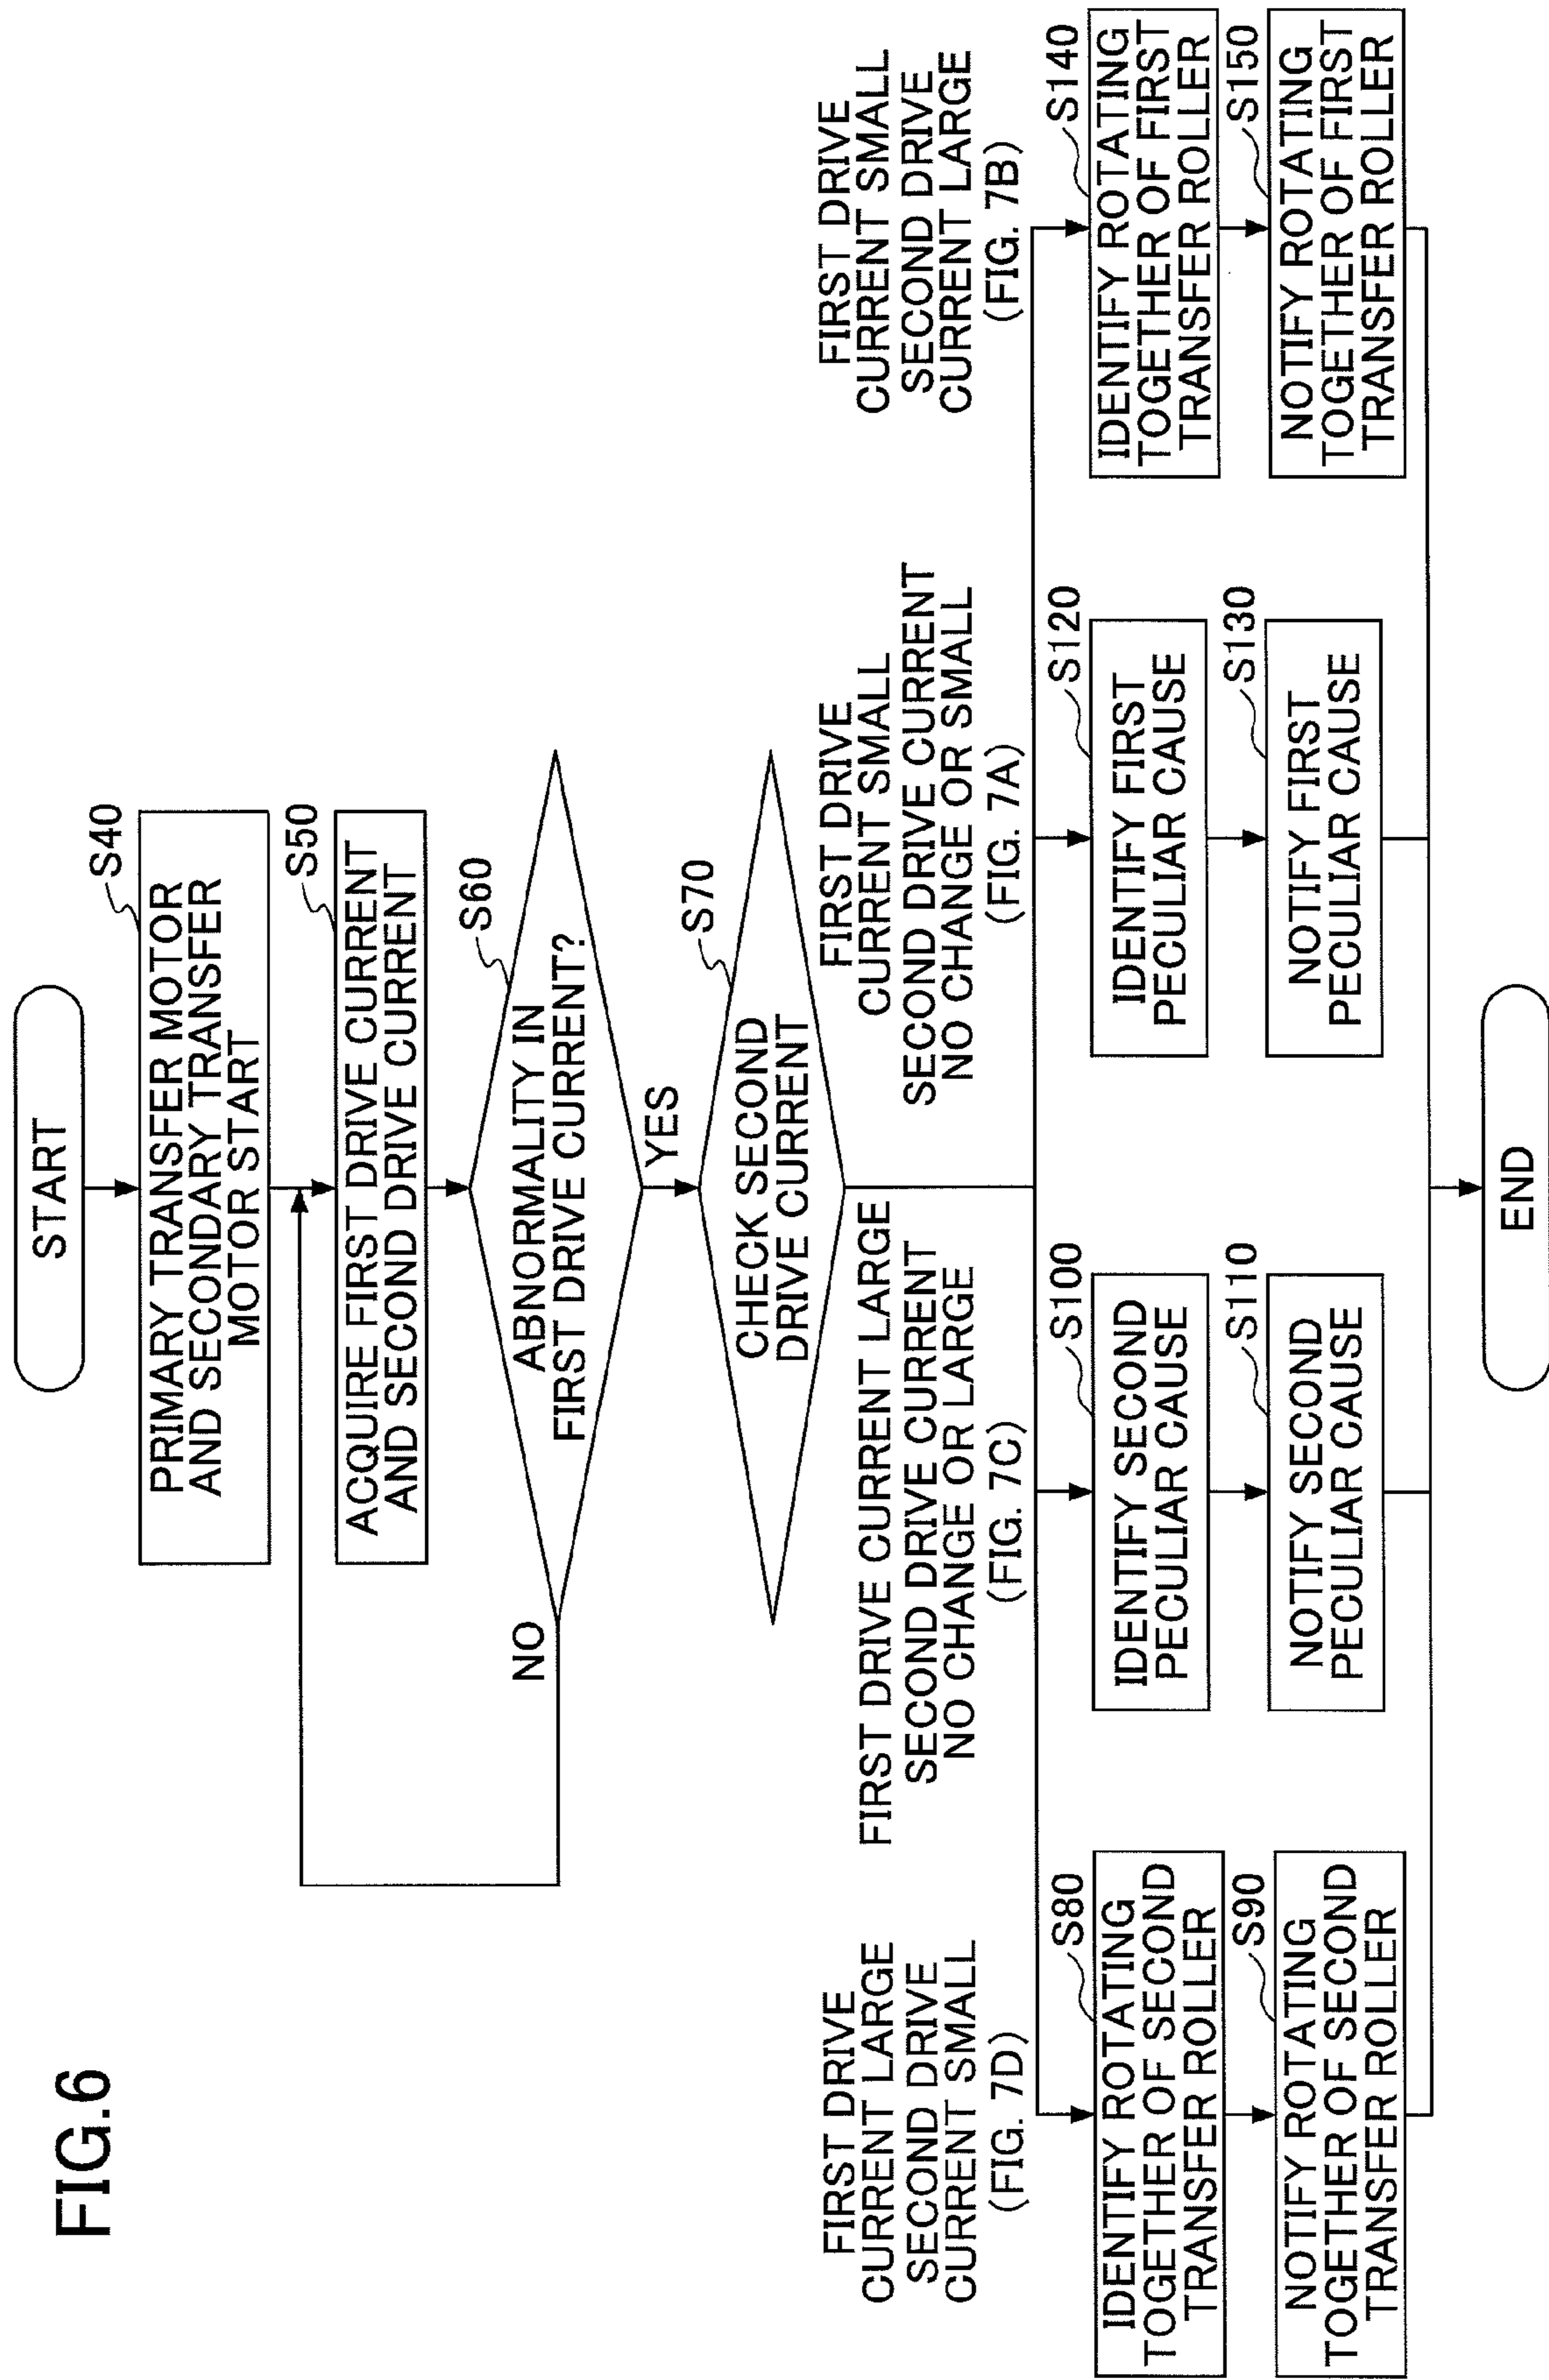 FIG.6
START
S40
PRIMARY TRANSFER MOTOR
AND SECONDARY TRANSFER
MOTOR START
S50
ACQUIRE FIRST DRIVE CURRENT
AND SECOND DRIVE CURRENT
S60
ABNORMALITY IN
FIRST DRIVE CURRENT?
NO
YES
S70
CHECK SECOND
DRIVE CURRENT
FIRST DRIVE
CURRENT LARGE
SECOND DRIVE
CURRENT SMALL
(FIG. 7D)
S80
IDENTIFY ROTATING
TOGETHER OF SECOND
TRANSFER ROLLER
S90
NOTIFY ROTATING
TOGETHER OF SECOND
TRANSFER ROLLER
FIRST DRIVE CURRENT LARGE
SECOND DRIVE CURRENT
NO CHANGE OR LARGE
(FIG. 7C)
S100
IDENTIFY SECOND
PECULIAR CAUSE
S110
NOTIFY SECOND
PECULIAR CAUSE
FIRST DRIVE
CURRENT SMALL
SECOND DRIVE CURRENT
NO CHANGE OR SMALL
(FIG. 7A)
S120
IDENTIFY FIRST
PECULIAR CAUSE
S130
NOTIFY FIRST
PECULIAR CAUSE
FIRST DRIVE
CURRENT SMALL
SECOND DRIVE
CURRENT LARGE
(FIG. 7B)
S140
IDENTIFY ROTATING
TOGETHER OF FIRST
TRANSFER ROLLER
S150
NOTIFY ROTATING
TOGETHER OF FIRST
TRANSFER ROLLER
END